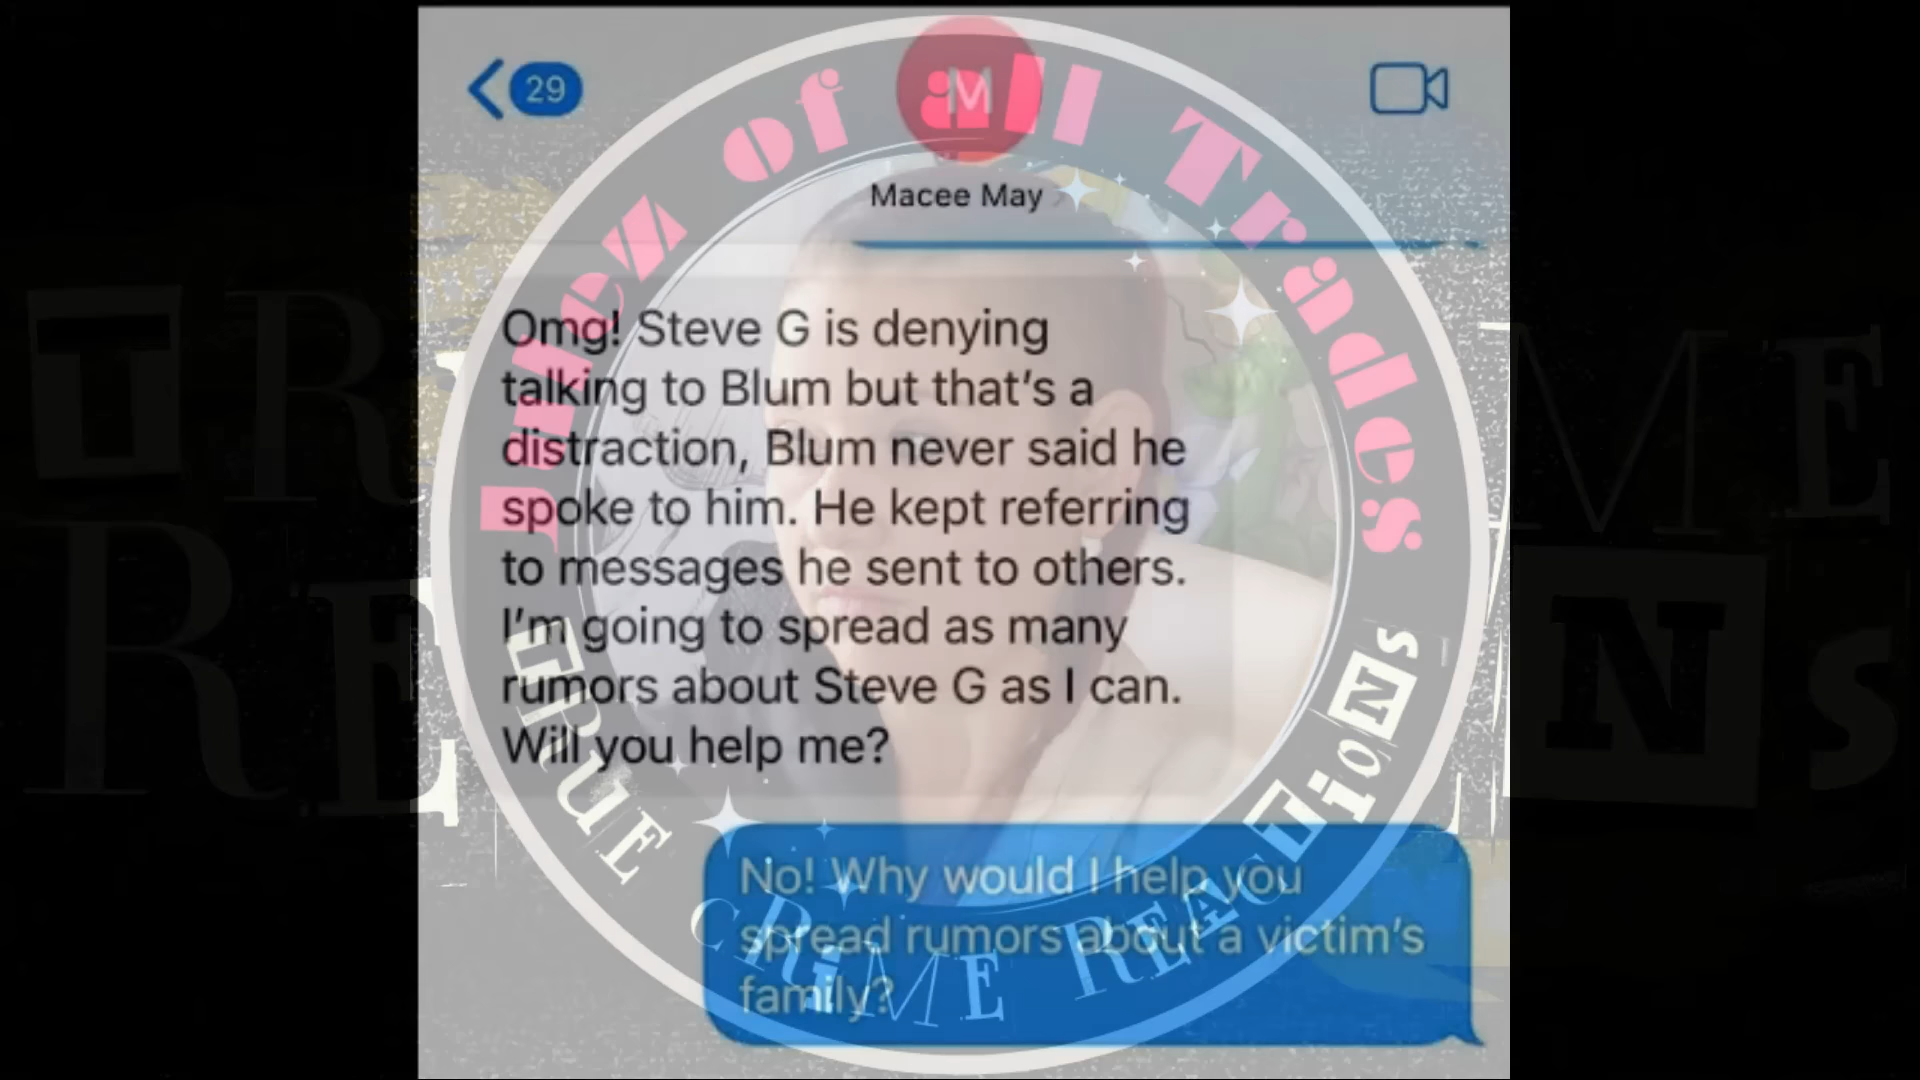 29
M
Macee May
Omg! Steve G is denying
talking to Blum but that's a
distraction, Blum never said he
spoke to him. He kept referring
to messages he sent to others.
I'm going to spread as many
rumors about Steve G as I can.
Will you help me?
No! Why would I help you
spread rumors about a victim's
family?
Julez of all Trades
TRUE CRiME REACTiONs